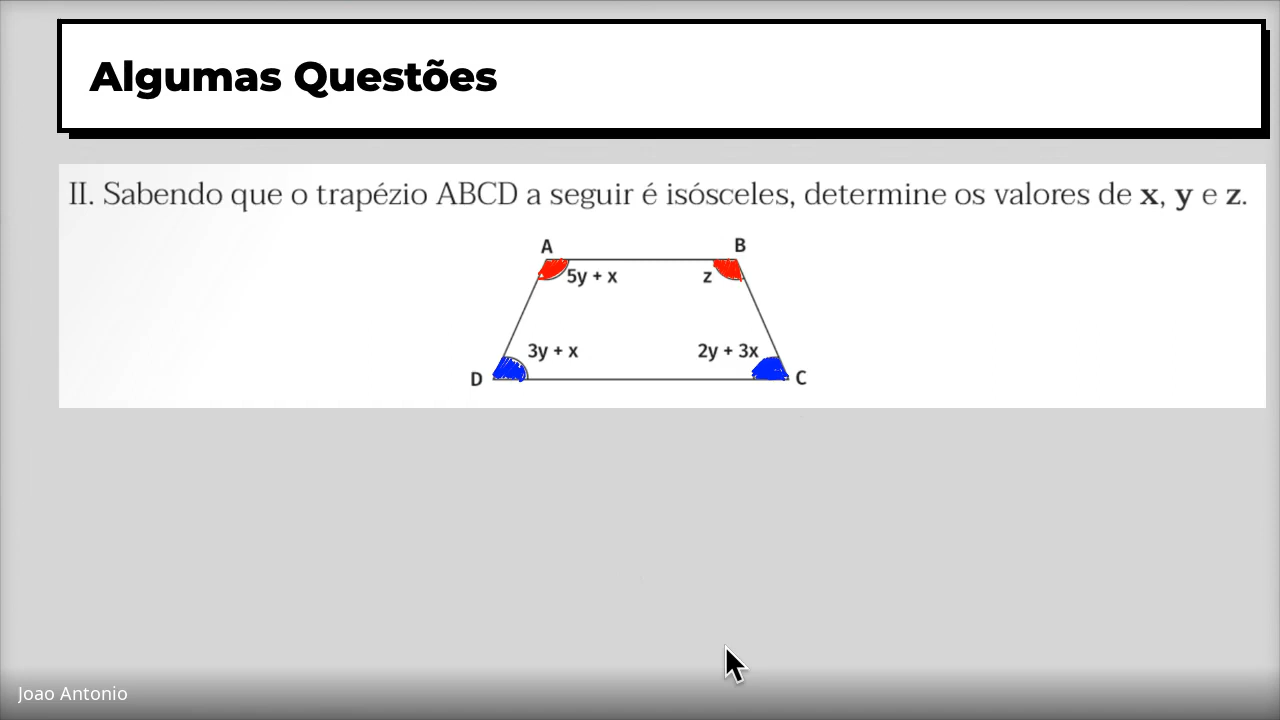 Algumas Questões
II. Sabendo que o trapézio ABCD a seguir é isósceles, determine os valores de x, y e z.
A B
5y + x z
3y + x 2y + 3x
D C
Joao Antonio